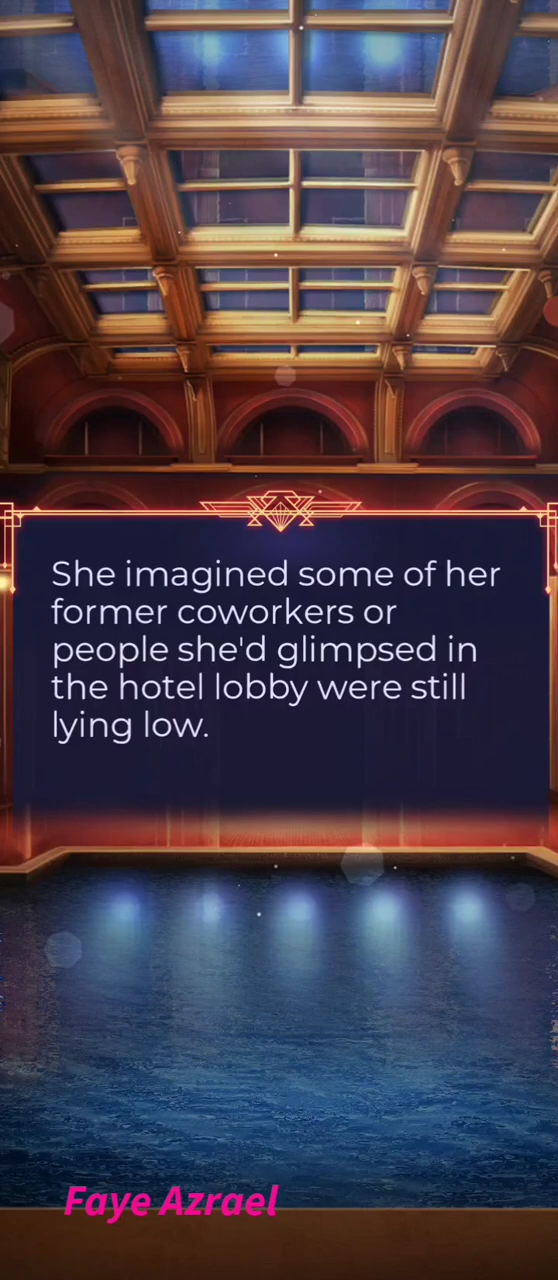 She imagined some of her
former coworkers or
people she'd glimpsed in
the hotel lobby were still
lying low.
Faye Azrael